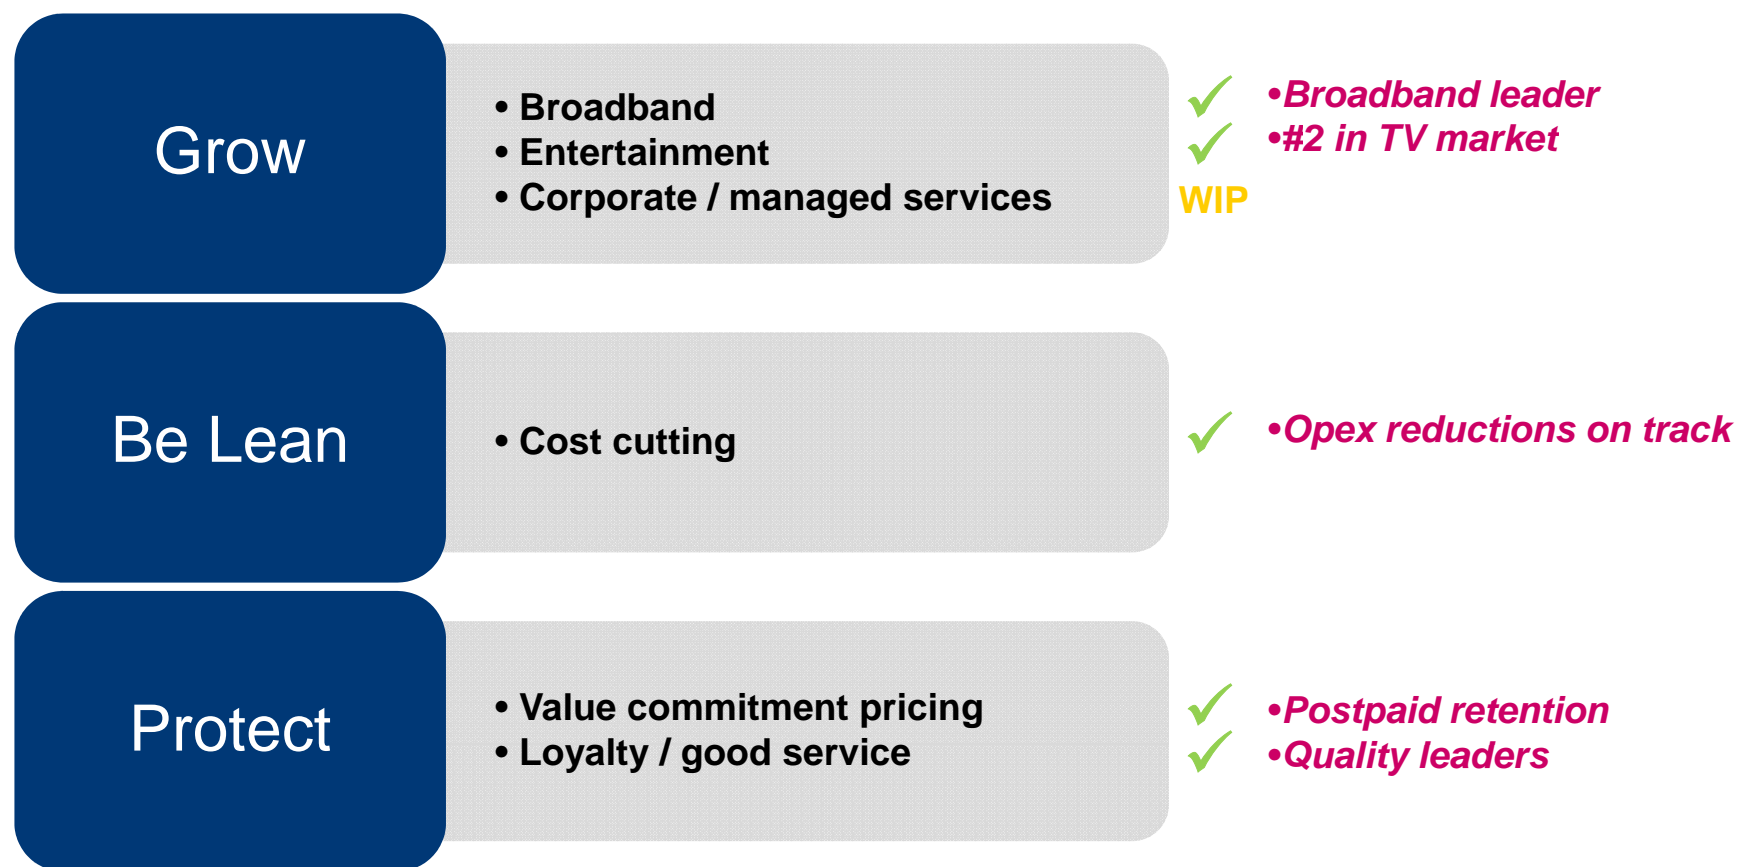 Grow
• Broadband
• Entertainment
• Corporate / managed services
WIP
•Broadband leader
•#2 in TV market
Be Lean
• Cost cutting
•Opex reductions on track
Protect
• Value commitment pricing
• Loyalty / good service
•Postpaid retention
•Quality leaders